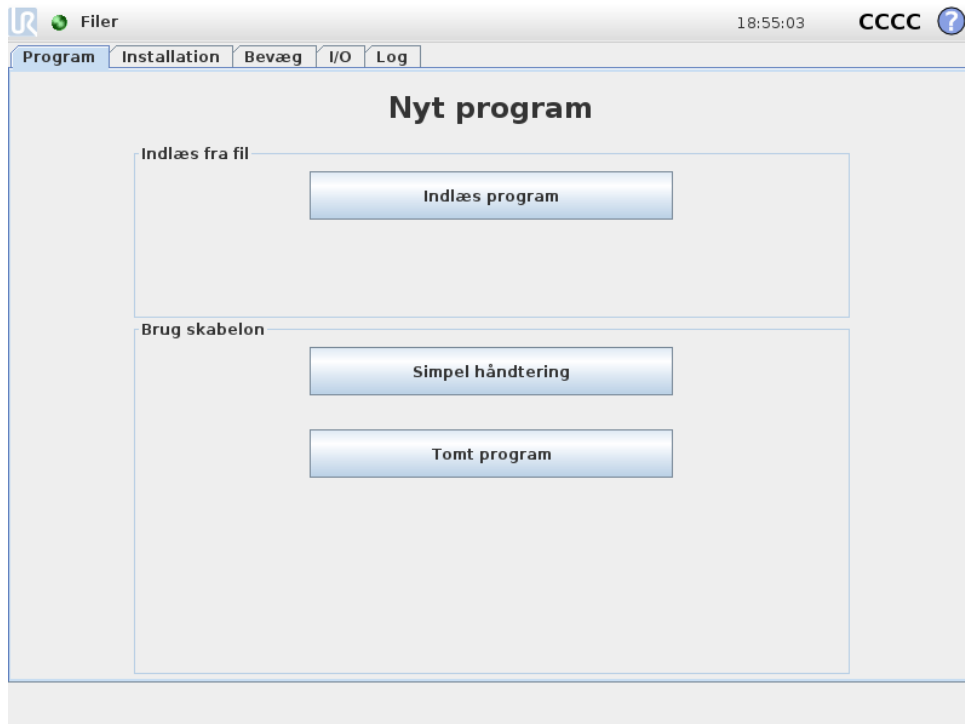 UR Filer 18:55:03 CCCC ?
Program Installation Bevæg I/O Log
Nyt program
Indlæs fra fil
Indlæs program
Brug skabelon
Simpel håndtering
Tomt program